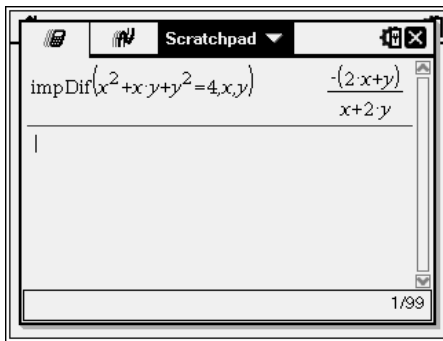 Scratchpad
impDif(x²+x·y+y²=4,x,y) -(2·x+y)/x+2·y
1/99